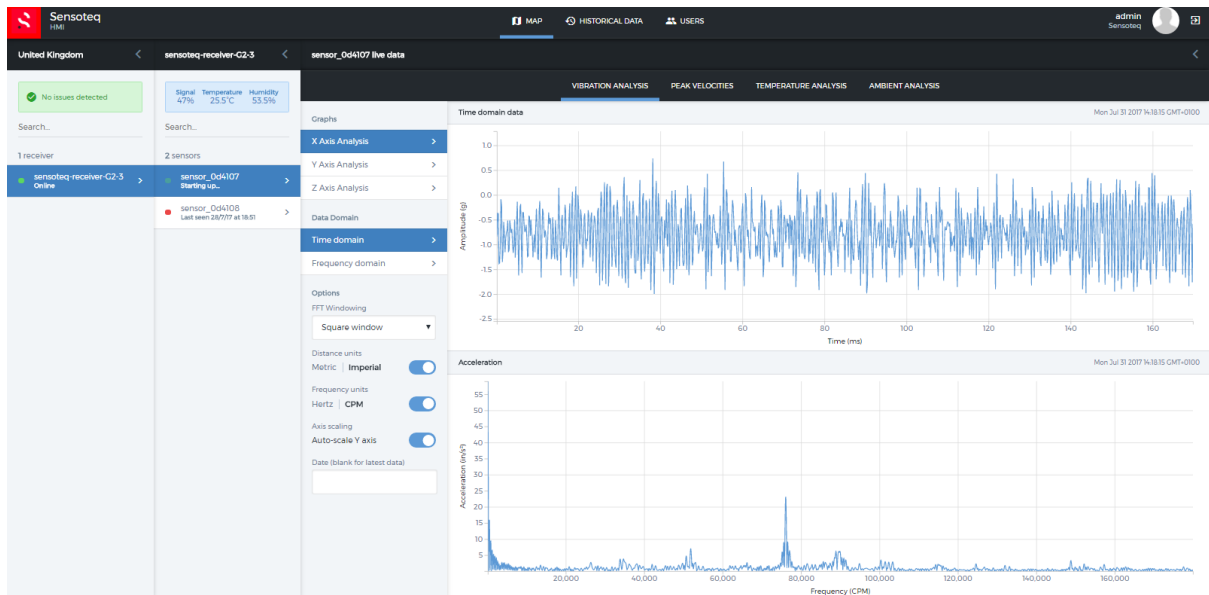 Sensoteq
HMI
MAP
HISTORICAL DATA
USERS
admin
Sensoteq
United Kingdom
sensoteq-receiver-G2-3
sensor_0d4107 live data
No issues detected
Search...
1 receiver
sensoteq-receiver-G2-3
Online
Signal Temperature Humidity
47% 25.5°C 53.5%
Search...
2 sensors
sensor_0d4107
Starting up...
sensor_0d4108
Last seen 28/7/17 at 18:51
VIBRATION ANALYSIS
PEAK VELOCITIES
TEMPERATURE ANALYSIS
AMBIENT ANALYSIS
Graphs
X Axis Analysis
Y Axis Analysis
Z Axis Analysis
Data Domain
Time domain
Frequency domain
Options
FFT Windowing
Square window
Distance units
Metric | Imperial
Frequency units
Hertz | CPM
Axis scaling
Auto-scale Y axis
Date (blank for latest data)
Time domain data
Mon Jul 31 2017 14:18:15 GMT+0100
Amplitude (g)
1.0
0.5
0.0
-0.5
-1.0
-1.5
-2.0
-2.5
20 40 60 80 100 120 140 160
Time (ms)
Acceleration
Mon Jul 31 2017 14:18:15 GMT+0100
Acceleration (in/s²)
55
50
45
40
35
30
25
20
15
10
5
20,000 40,000 60,000 80,000 100,000 120,000 140,000 160,000
Frequency (CPM)